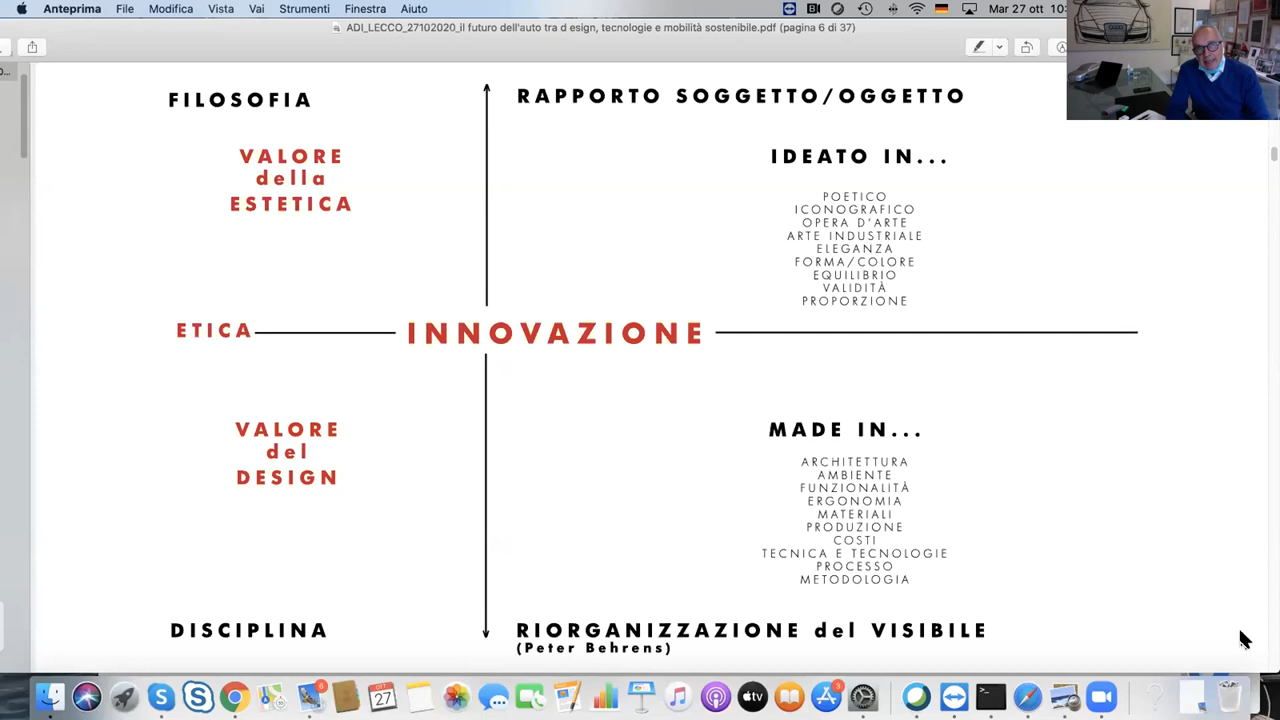 Anteprima File Modifica Vista Vai Strumenti Finestra Aiuto
Mar 27 ott
ADI_LECCO_27102020_il futuro dell'auto tra d esign, tecnologie e mobilità sostenibile.pdf (pagina 6 di 37)
FILOSOFIA
RAPPORTO SOGGETTO/OGGETTO
VALORE
della
ESTETICA
IDEATO IN...
POETICO
ICONOGRAFICO
OPERA D'ARTE
ARTE INDUSTRIALE
ELEGANZA
FORMA/COLORE
EQUILIBRIO
VALIDITÀ
PROPORZIONE
ETICA
INNOVAZIONE
VALORE
del
DESIGN
MADE IN...
ARCHITETTURA
AMBIENTE
FUNZIONALITÀ
ERGONOMIA
MATERIALI
PRODUZIONE
COSTI
TECNICA E TECNOLOGIE
PROCESSO
METODOLOGIA
DISCIPLINA
RIORGANIZZAZIONE del VISIBILE
(Peter Behrens)
OTT
27
tv